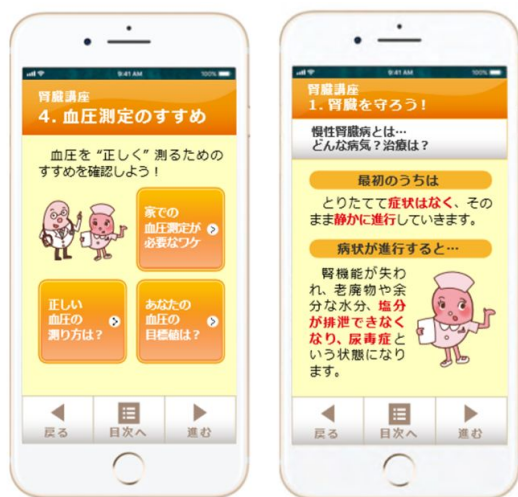 9:41 AM
100%
腎臓講座
4. 血圧測定のすすめ
血圧を“正しく”測るための
すすめを確認しよう！
家での
血圧測定が
必要なワケ
正しい
血圧の
測り方は？
あなたの
血圧の
目標値は？
戻る
目次へ
進む
9:41 AM
100%
腎臓講座
1. 腎臓を守ろう！
慢性腎臓病とは…
どんな病気？治療は？
最初のうちは
とりたてて症状はなく、その
まま静かに進行していきます。
病状が進行すると…
腎機能が失わ
れ、老廃物や余
分な水分、塩分
が排泄できなく
なり、尿毒症と
いう状態になり
ます。
戻る
目次へ
進む